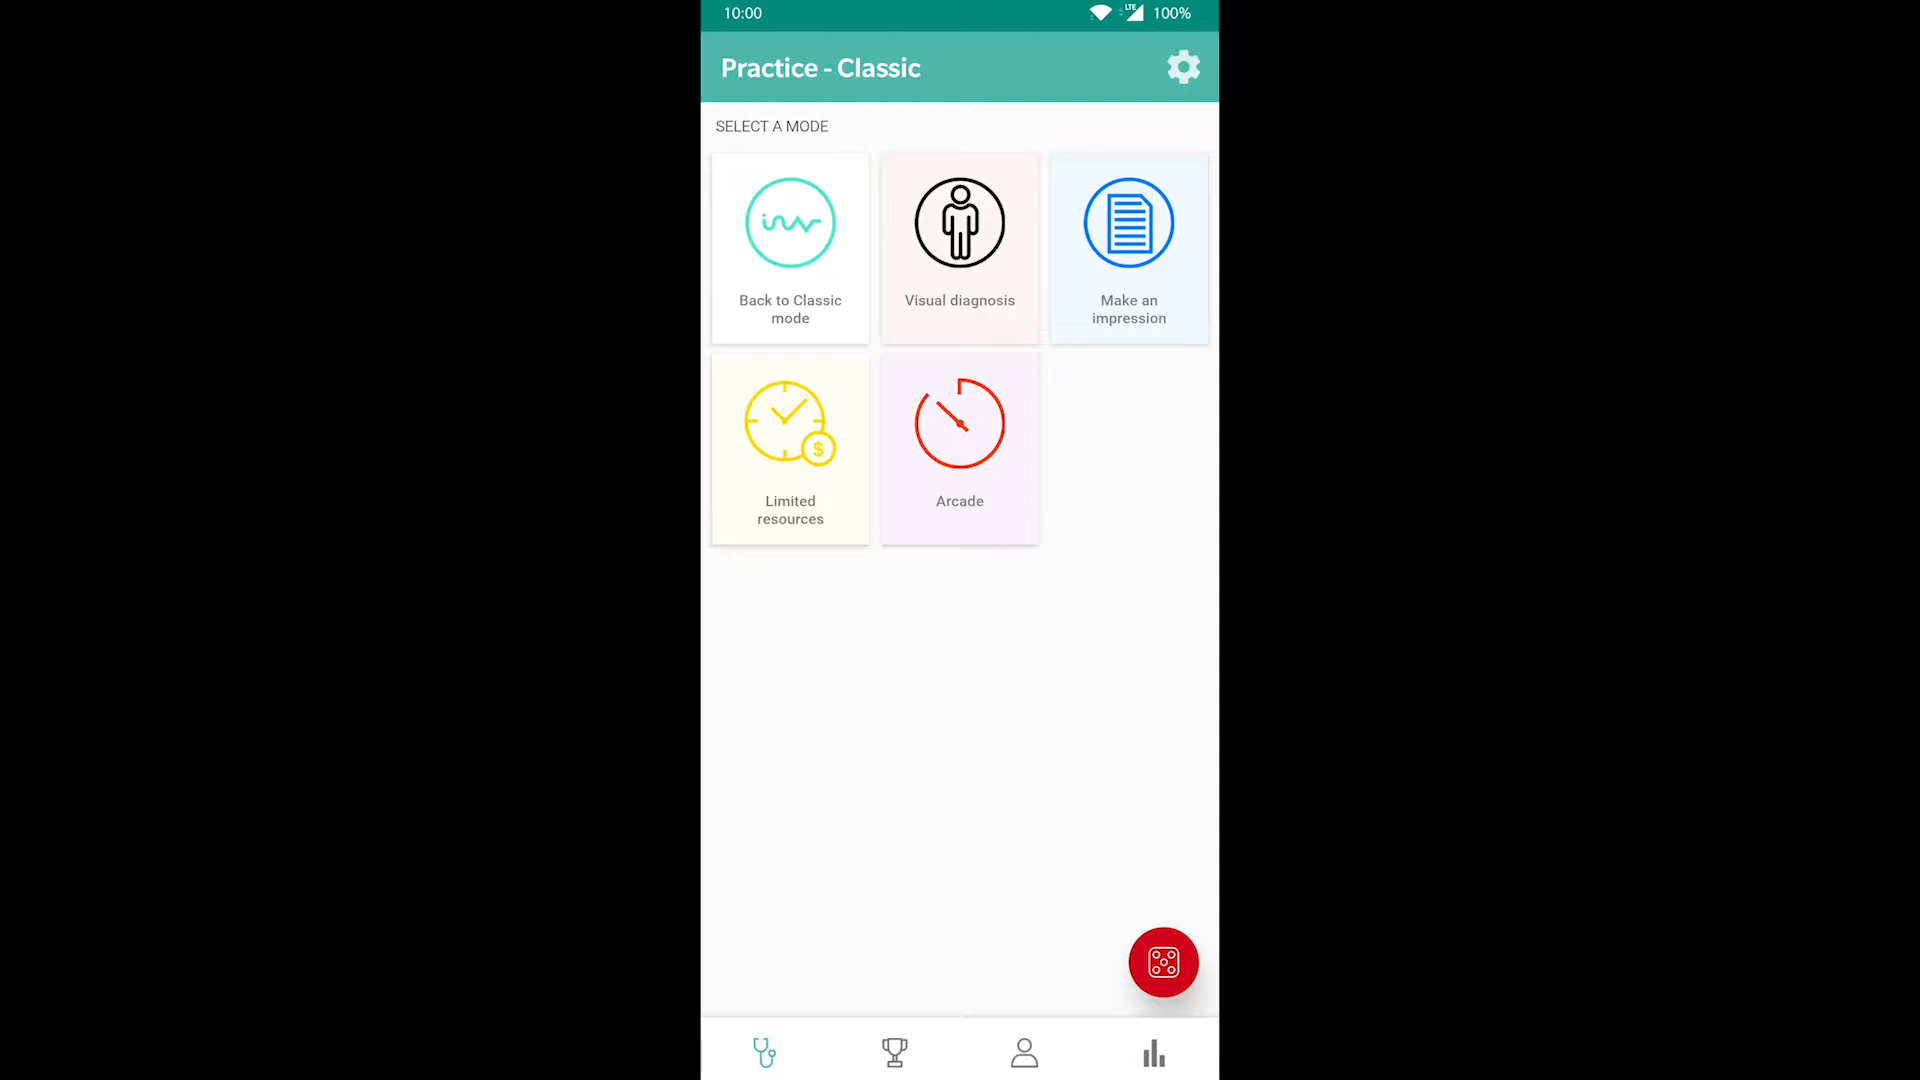 10:00
LTE
100%
Practice - Classic
SELECT A MODE
Back to Classic
mode
Visual diagnosis
Make an
impression
$
Limited
resources
Arcade